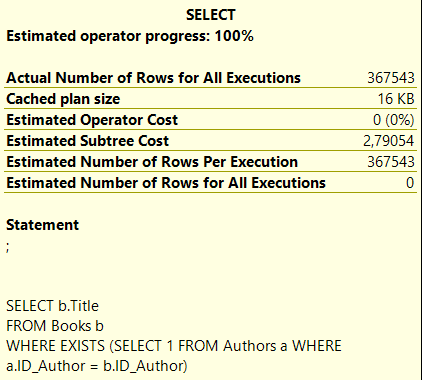 SELECT
Estimated operator progress: 100%
Actual Number of Rows for All Executions 367543
Cached plan size 16 KB
Estimated Operator Cost 0 (0%)
Estimated Subtree Cost 2,79054
Estimated Number of Rows Per Execution 367543
Estimated Number of Rows for All Executions 0
Statement
;
SELECT b.Title
FROM Books b
WHERE EXISTS (SELECT 1 FROM Authors a WHERE
a.ID_Author = b.ID_Author)